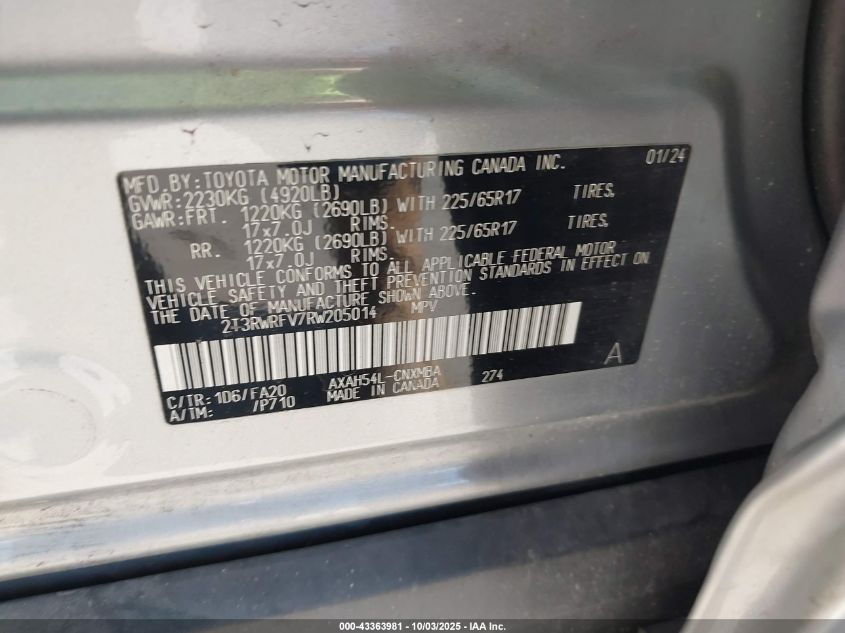 MFD.BY:TOYOTA MOTOR MANUFACTURING CANADA INC. 01/24
GVWR:2230KG (4920LB)
GAWR:FRT. 1220KG (2690LB) WITH 225/65R17 TIRES,
17x7.0J RIMS.
RR. 1220KG (2690LB) WITH 225/65R17 TIRES,
17x7.0J RIMS.
THIS VEHICLE CONFORMS TO ALL APPLICABLE FEDERAL MOTOR
VEHICLE SAFETY AND THEFT PREVENTION STANDARDS IN EFFECT ON
THE DATE OF MANUFACTURE SHOWN ABOVE.
2T3RWRFV7RW205014 MPV
A
C/TR:1D6/FA20 AXAH54L-CNXMBA 274
A/TM: /P710 MADE IN CANADA
000-43363981 - 10/03/2025 - IAA Inc.